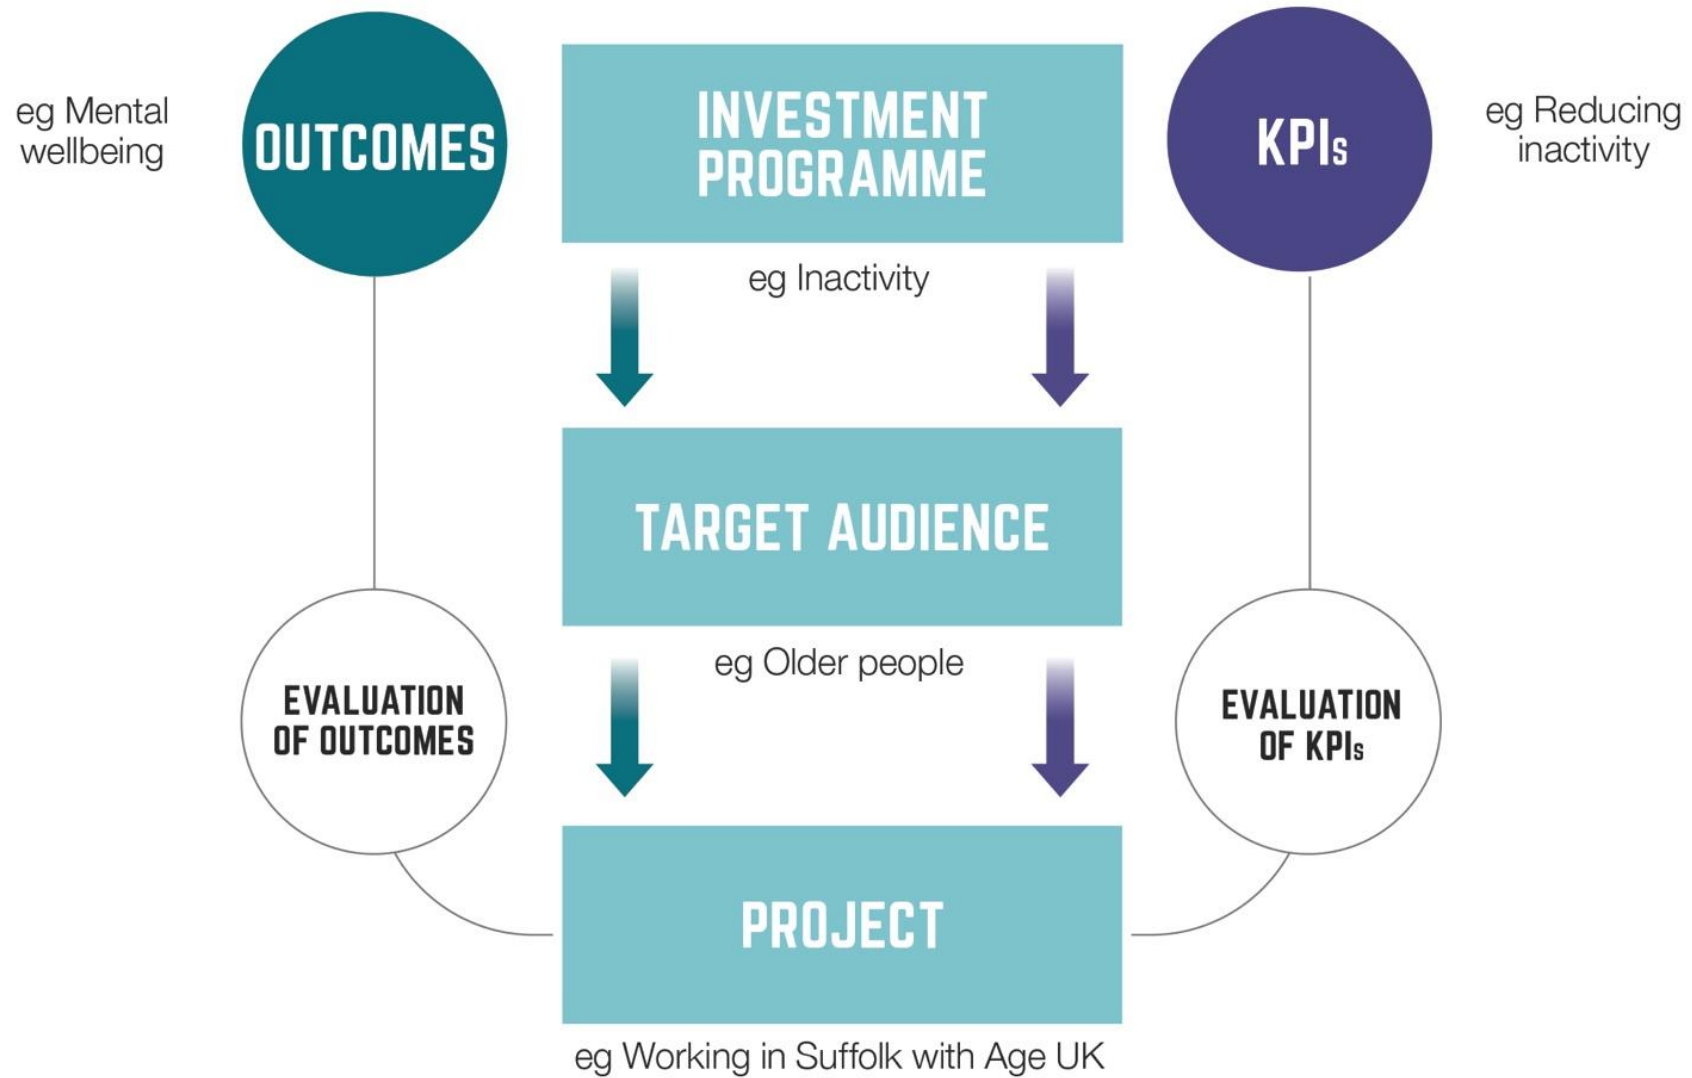 eg Mental
wellbeing
OUTCOMES
INVESTMENT
PROGRAMME
KPIs
eg Reducing
inactivity
eg Inactivity
TARGET AUDIENCE
eg Older people
EVALUATION
OF OUTCOMES
EVALUATION
OF KPIs
PROJECT
eg Working in Suffolk with Age UK